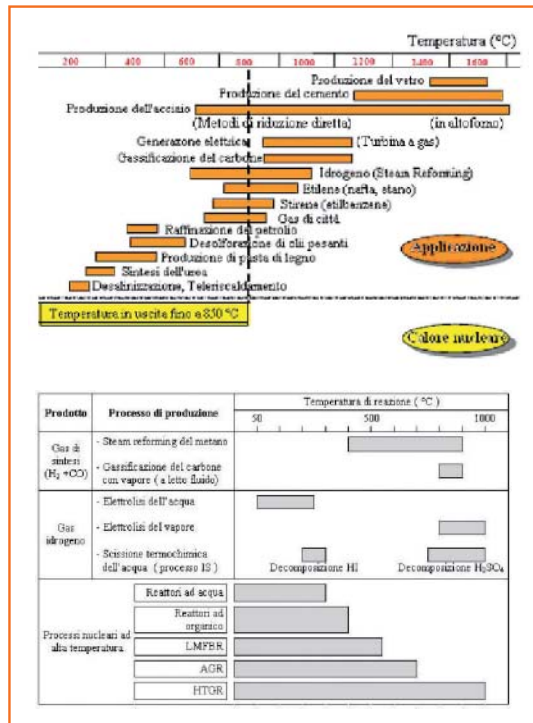 Temperatura (°C)
200 400 600 800 1000 1200 1400 1600
Produzione del vetro
Produzione del cemento
Produzione dell'acciaio
(Metodi di riduzione diretta) (in altoforno)
Generazione elettrica (Turbina a gas)
Gassificazione del carbone
Idrogeno (Steam Reforming)
Etilene (nafta, etano)
Stirene (etilbenzene)
Gas di città
Raffinazione del petrolio
Desolforazione di olii pesanti
Produzione di pasta di legno
Sintesi dell'urea
Desalinizzazione, Teleriscaldamento
Applicazione
Temperatura in uscita fino a 850 °C
Calore nucleare
Prodotto
Processo di produzione
Temperatura di reazione ( °C )
50 500 1000
Gas di
sintesi
(H₂ +CO)
- Steam reforming del metano
- Gassificazione del carbone
con vapore ( a letto fluido)
Gas
idrogeno
- Elettrolisi dell'acqua
- Elettrolisi del vapore
- Scissione termochimica
dell'acqua ( processo IS )
Decomposizione HI
Decomposizione H₂SO₄
Processi nucleari ad
alta temperatura
Reattori ad acqua
Reattori ad
organico
LMFBR
AGR
HTGR